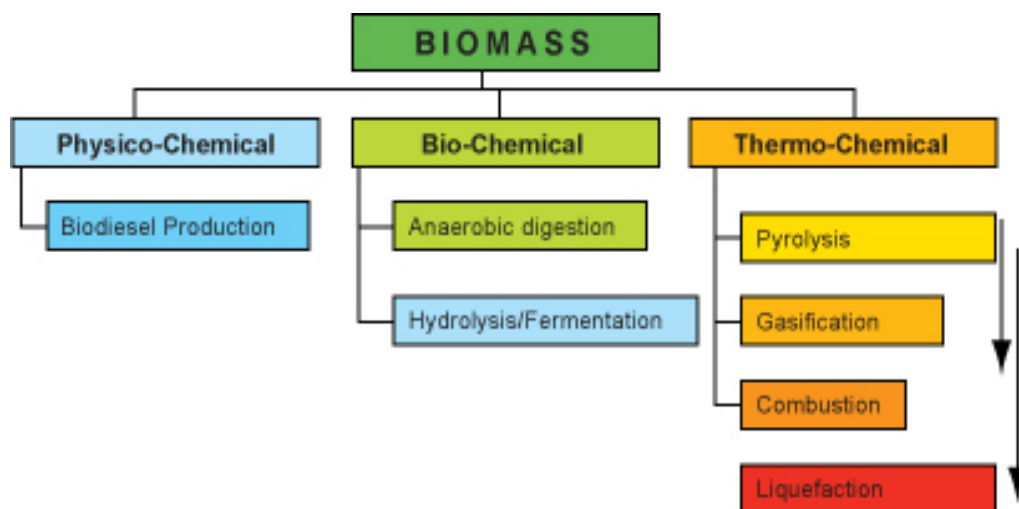 BIOMASS
Physico-Chemical
Bio-Chemical
Thermo-Chemical
Biodiesel Production
Anaerobic digestion
Pyrolysis
Hydrolysis/Fermentation
Gasification
Combustion
Liquefaction